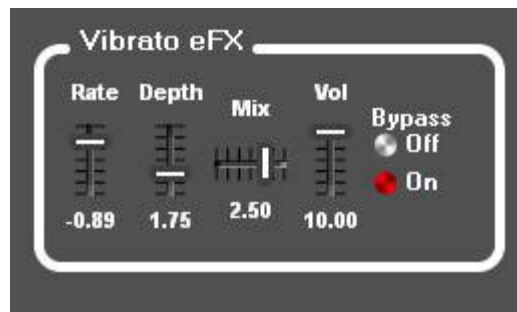 Vibrato eFX
Rate Depth Mix Vol
Bypass
Off
On
-0.89 1.75 2.50 10.00